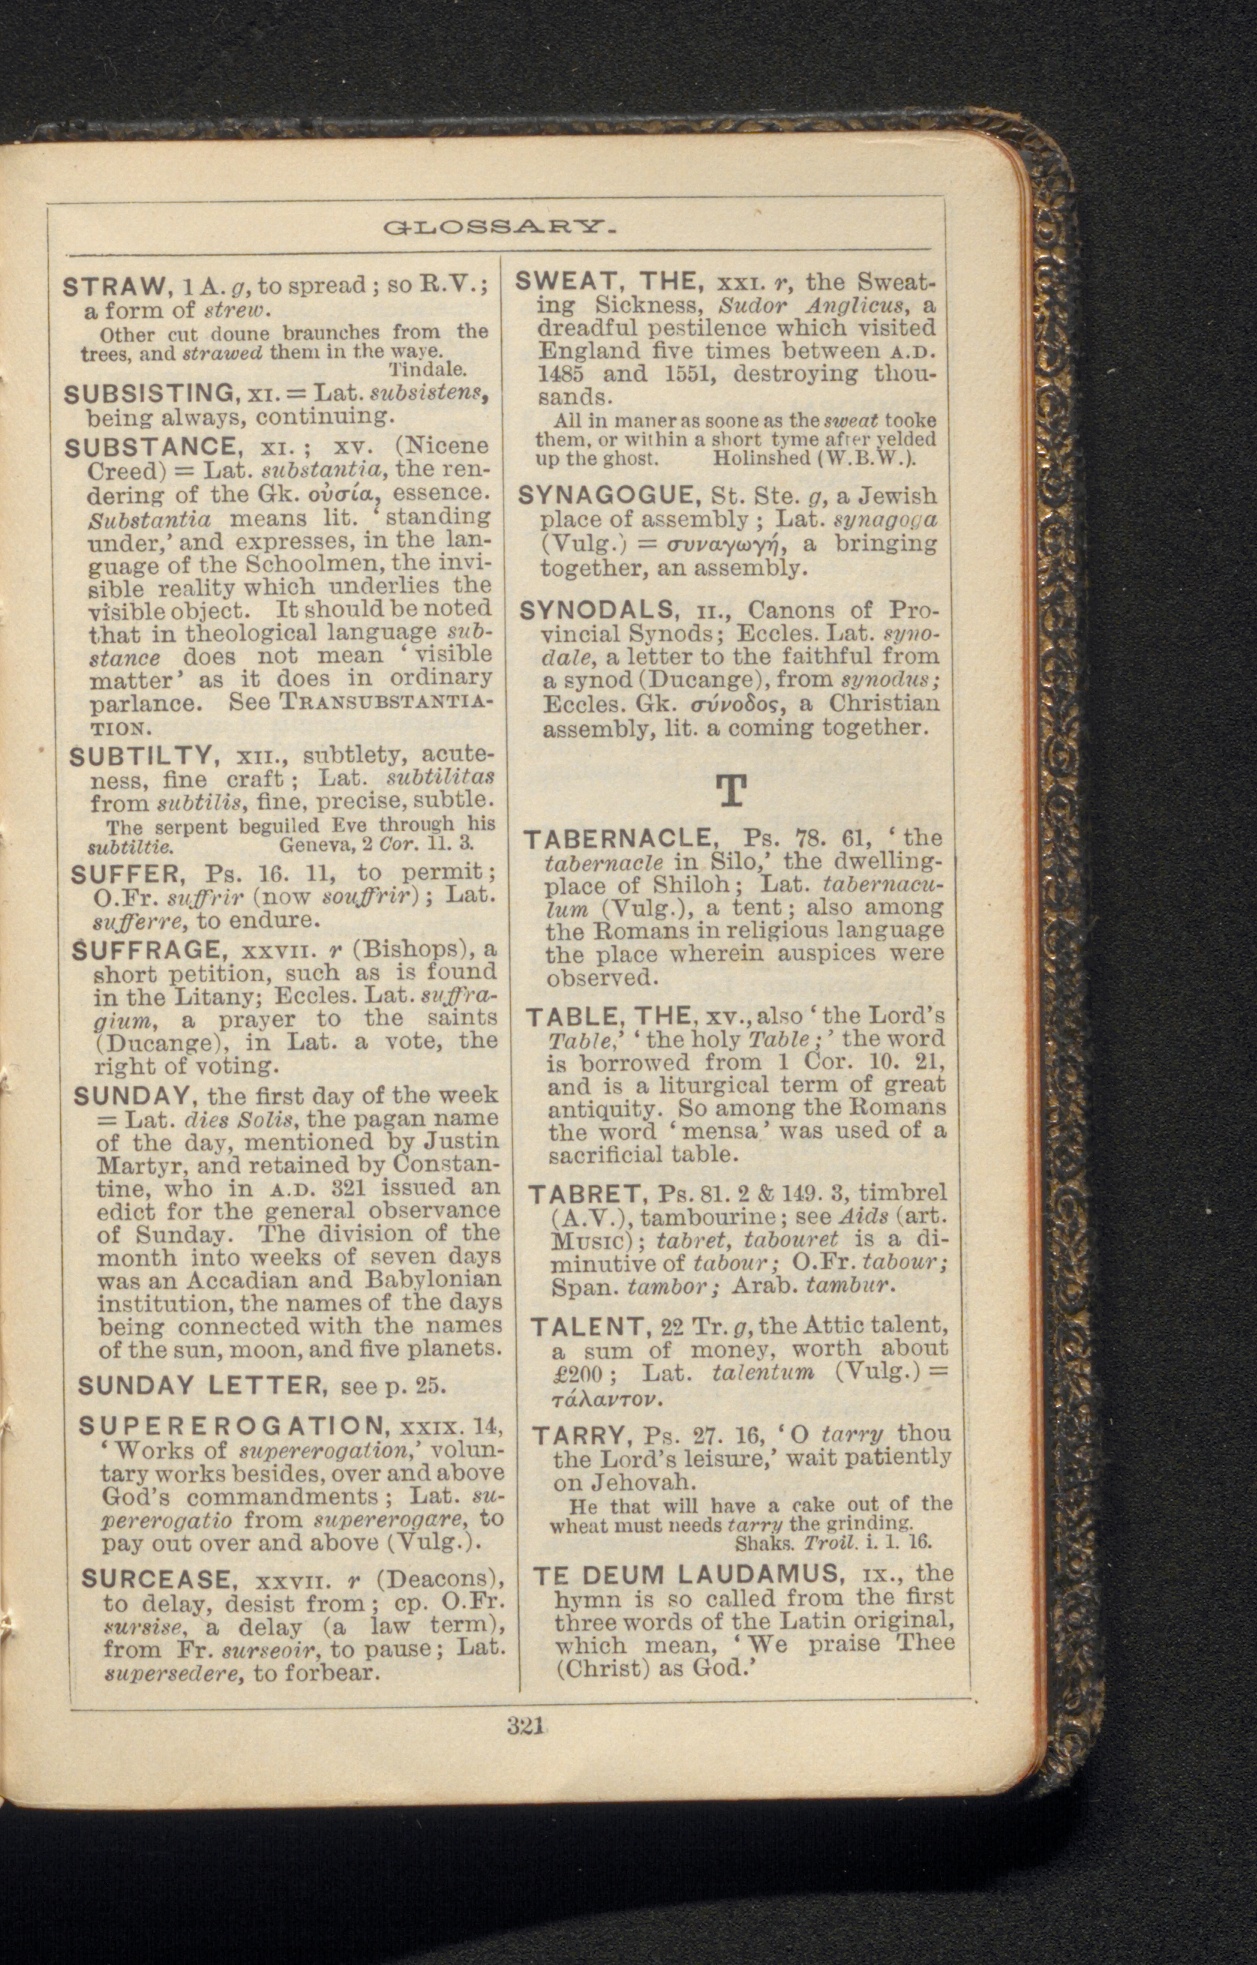 GLOSSARY.
STRAW, 1 A. g, to spread ; so R.V. ;
a form of strew.
Other cut doune braunches from the
trees, and strawed them in the waye.
Tindale.
SUBSISTING, XI. = Lat. subsistens,
being always, continuing.
SUBSTANCE, XI. ; XV. (Nicene
Creed) = Lat. substantia, the ren-
dering of the Gk. οὐσία, essence.
Substantia means lit. ‘ standing
under,’ and expresses, in the lan-
guage of the Schoolmen, the invi-
sible reality which underlies the
visible object. It should be noted
that in theological language sub-
stance does not mean ‘ visible
matter’ as it does in ordinary
parlance. See TRANSUBSTANTIA-
TION.
SUBTILTY, XII., subtlety, acute-
ness, fine craft ; Lat. subtilitas
from subtilis, fine, precise, subtle.
The serpent beguiled Eve through his
subtiltie. Geneva, 2 Cor. 11. 3.
SUFFER, Ps. 16. 11, to permit ;
O.Fr. suffrir (now souffrir) ; Lat.
sufferre, to endure.
SUFFRAGE, XXVII. r (Bishops), a
short petition, such as is found
in the Litany; Eccles. Lat. suffra-
gium, a prayer to the saints
(Ducange), in Lat. a vote, the
right of voting.
SUNDAY, the first day of the week
= Lat. dies Solis, the pagan name
of the day, mentioned by Justin
Martyr, and retained by Constan-
tine, who in A.D. 321 issued an
edict for the general observance
of Sunday. The division of the
month into weeks of seven days
was an Accadian and Babylonian
institution, the names of the days
being connected with the names
of the sun, moon, and five planets.
SUNDAY LETTER, see p. 25.
SUPEREROGATION, XXIX. 14,
‘ Works of supererogation,’ volun-
tary works besides, over and above
God's commandments ; Lat. su-
pererogatio from supererogare, to
pay out over and above (Vulg.).
SURCEASE, XXVII. r (Deacons),
to delay, desist from ; cp. O.Fr.
sursise, a delay (a law term),
from Fr. surseoir, to pause ; Lat.
supersedere, to forbear.
SWEAT, THE, XXI. r, the Sweat-
ing Sickness, Sudor Anglicus, a
dreadful pestilence which visited
England five times between A.D.
1485 and 1551, destroying thou-
sands.
All in maner as soone as the sweat tooke
them, or within a short tyme after yelded
up the ghost. Holinshed (W.B.W.).
SYNAGOGUE, St. Ste. g, a Jewish
place of assembly ; Lat. synagoga
(Vulg.) = συναγωγή, a bringing
together, an assembly.
SYNODALS, II., Canons of Pro-
vincial Synods; Eccles. Lat. syno-
dale, a letter to the faithful from
a synod (Ducange), from synodus ;
Eccles. Gk. σύνοδος, a Christian
assembly, lit. a coming together.
T
TABERNACLE, Ps. 78. 61, ‘ the
tabernacle in Silo,’ the dwelling-
place of Shiloh ; Lat. tabernacu-
lum (Vulg.), a tent ; also among
the Romans in religious language
the place wherein auspices were
observed.
TABLE, THE, XV., also ‘ the Lord's
Table,’ ‘ the holy Table ; ’ the word
is borrowed from 1 Cor. 10. 21,
and is a liturgical term of great
antiquity. So among the Romans
the word ‘ mensa ’ was used of a
sacrificial table.
TABRET, Ps. 81. 2 & 149. 3, timbrel
(A.V.), tambourine ; see Aids (art.
MUSIC) ; tabret, tabouret is a di-
minutive of tabour ; O.Fr. tabour ;
Span. tambor ; Arab. tambur.
TALENT, 22 Tr. g, the Attic talent,
a sum of money, worth about
£200 ; Lat. talentum (Vulg.) =
τάλαντον.
TARRY, Ps. 27. 16, ‘ O tarry thou
the Lord's leisure,’ wait patiently
on Jehovah.
He that will have a cake out of the
wheat must needs tarry the grinding.
Shaks. Troil. i. 1. 16.
TE DEUM LAUDAMUS, IX., the
hymn is so called from the first
three words of the Latin original,
which mean, ‘ We praise Thee
(Christ) as God.’
321